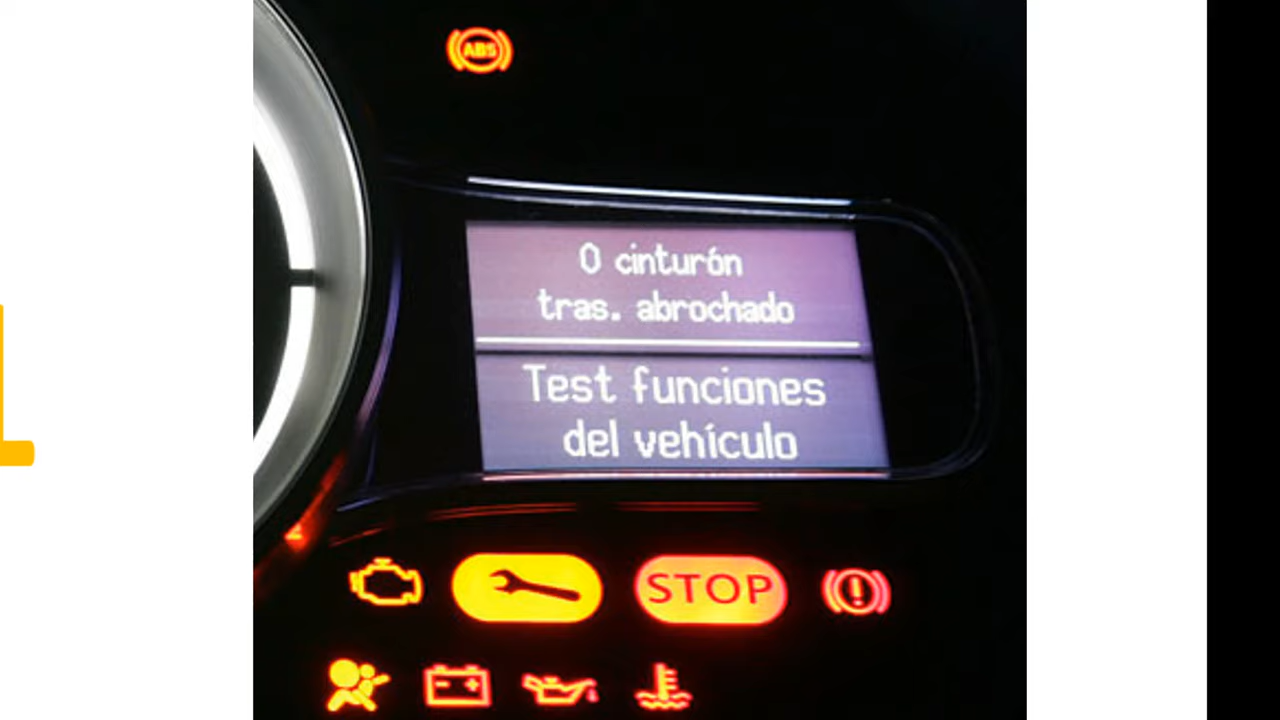 ABS
0 cinturón
tras. abrochado
Test funciones
del vehículo
STOP